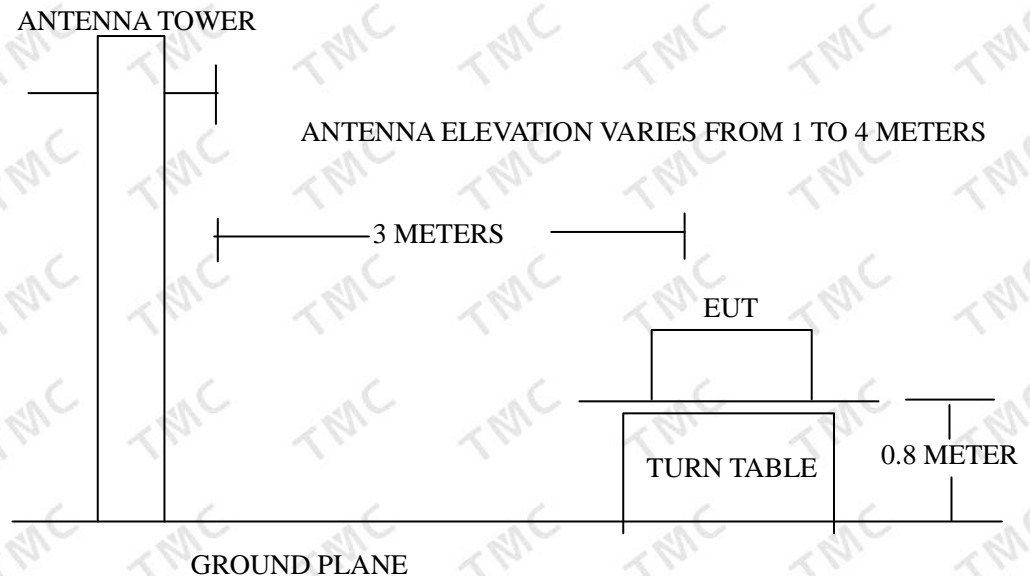 ANTENNA TOWER
ANTENNA ELEVATION VARIES FROM 1 TO 4 METERS
3 METERS
EUT
TURN TABLE
0.8 METER
GROUND PLANE
TMC